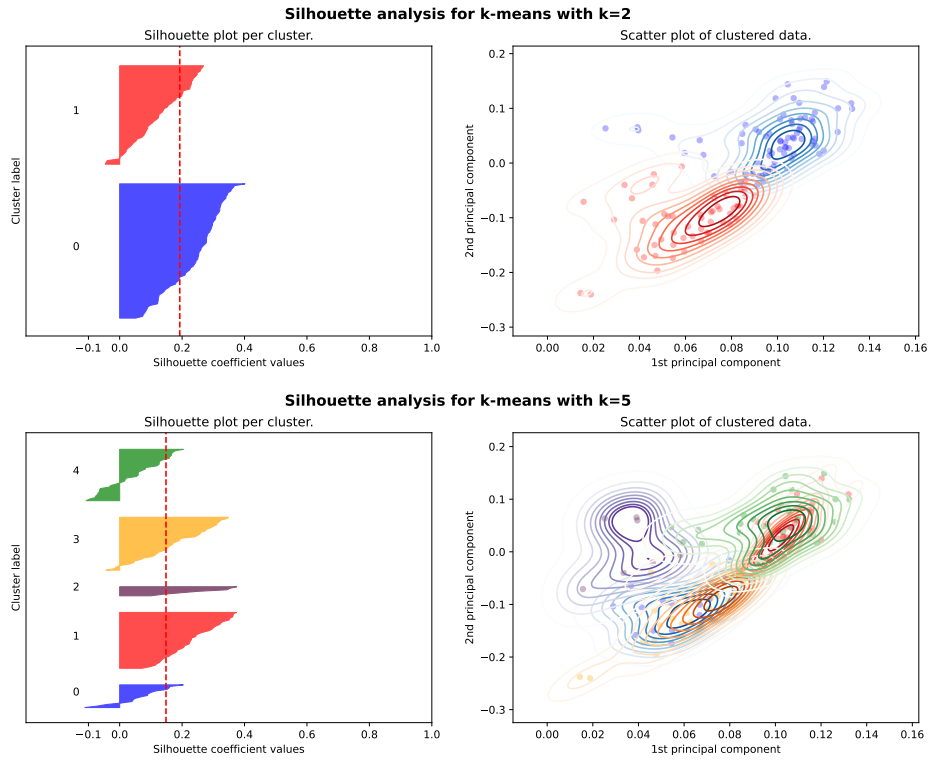 Silhouette analysis for k-means with k=2
Silhouette plot per cluster.
Cluster label
1
0
−0.1 0.0 0.2 0.4 0.6 0.8 1.0
Silhouette coefficient values
Scatter plot of clustered data.
2nd principal component
0.2
0.1
0.0
−0.1
−0.2
−0.3
0.00 0.02 0.04 0.06 0.08 0.10 0.12 0.14 0.16
1st principal component
Silhouette analysis for k-means with k=5
Silhouette plot per cluster.
Cluster label
4
3
2
1
0
−0.1 0.0 0.2 0.4 0.6 0.8 1.0
Silhouette coefficient values
Scatter plot of clustered data.
2nd principal component
0.2
0.1
0.0
−0.1
−0.2
−0.3
0.00 0.02 0.04 0.06 0.08 0.10 0.12 0.14 0.16
1st principal component